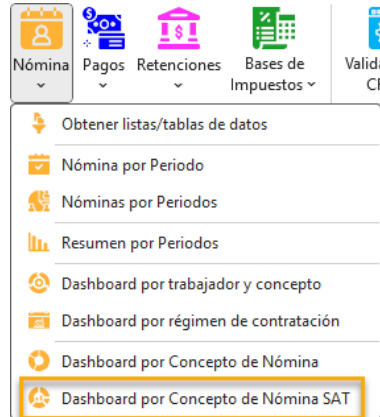 Nómina
Pagos
Retenciones
Bases de
Impuestos
Obtener listas/tablas de datos
Nómina por Periodo
Nóminas por Periodos
Resumen por Periodos
Dashboard por trabajador y concepto
Dashboard por régimen de contratación
Dashboard por Concepto de Nómina
Dashboard por Concepto de Nómina SAT